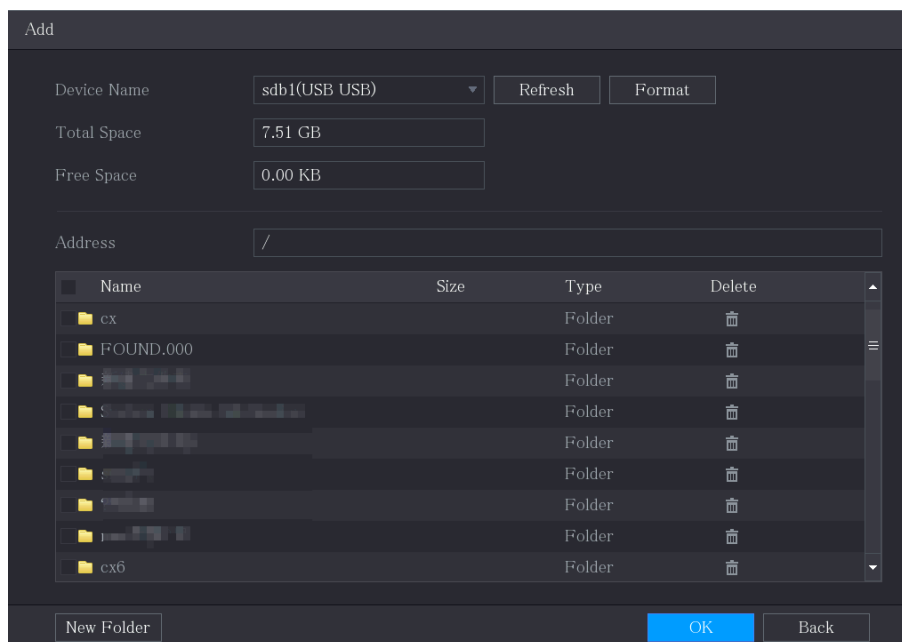 Add
Device Name sdb1(USB USB) Refresh Format
Total Space 7.51 GB
Free Space 0.00 KB
Address /
Name Size Type Delete
cx Folder
FOUND.000 Folder
Folder
Folder
Folder
Folder
Folder
Folder
cx6 Folder
New Folder OK Back